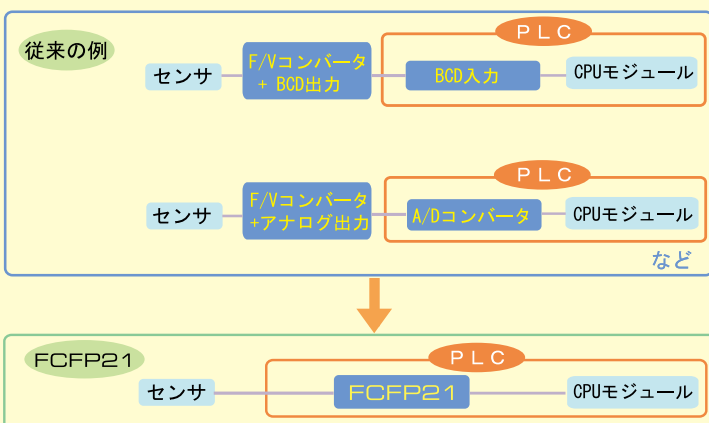 従来の例
PLC
センサ
F/Vコンバータ
+ BCD出力
BCD入力
CPUモジュール
PLC
センサ
F/Vコンバータ
+アナログ出力
A/Dコンバータ
CPUモジュール
など
FCFP21
PLC
センサ
FCFP21
CPUモジュール